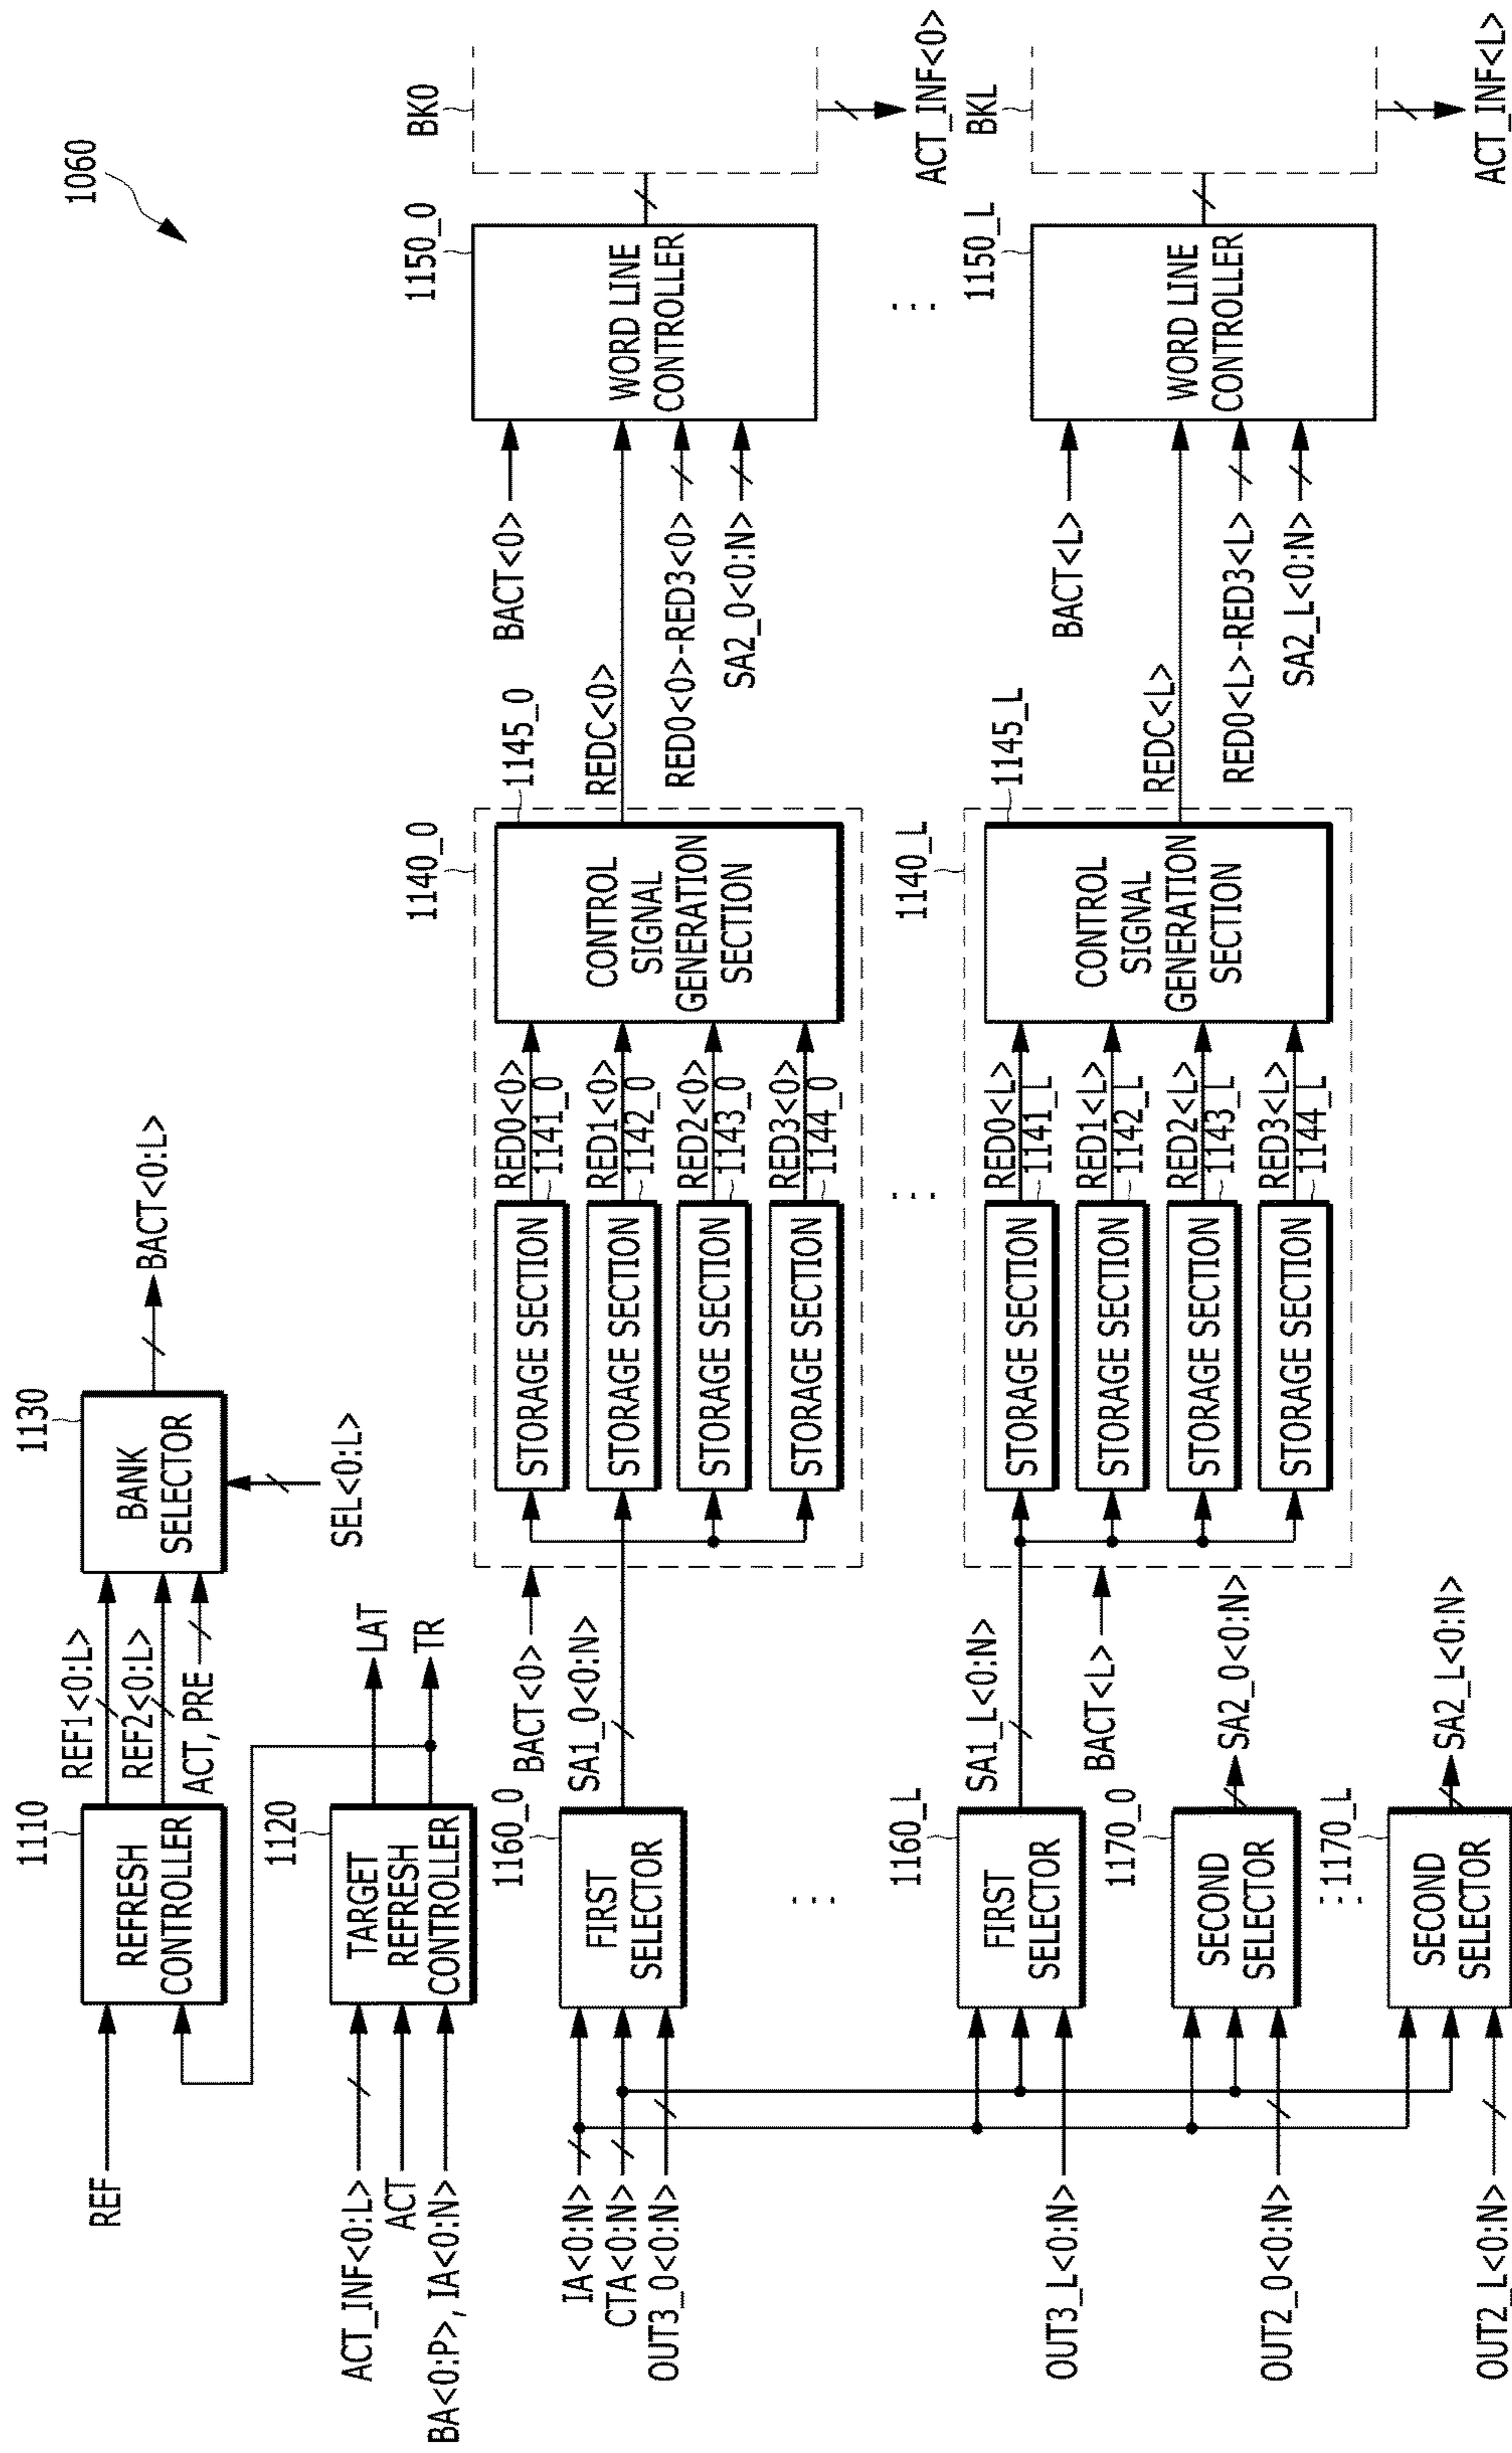 1060
REF
1110
REFRESH
CONTROLLER
REF1<0:L>
REF2<0:L>
ACT, PRE
1130
BANK
SELECTOR
SEL<0:L>
BACT<0:L>
ACT_INF<0:L>
ACT
BA<0:P>, IA<0:N>
1120
TARGET
REFRESH
CONTROLLER
LAT
TR
IA<0:N>
CTA<0:N>
OUT3_0<0:N>
1160_0
FIRST
SELECTOR
BACT<0>
SA1_0<0:N>
1140_0
STORAGE SECTION
RED0<0>
1141_0
STORAGE SECTION
RED1<0>
1142_0
STORAGE SECTION
RED2<0>
1143_0
STORAGE SECTION
RED3<0>
1144_0
1145_0
CONTROL
SIGNAL
GENERATION
SECTION
BACT<0>
REDC<0>
RED0<0>-RED3<0>
SA2_0<0:N>
1150_0
WORD LINE
CONTROLLER
BK0
ACT_INF<0>
OUT3_L<0:N>
1160_L
FIRST
SELECTOR
SA1_L<0:N>
BACT<L>
1140_L
STORAGE SECTION
RED0<L>
1141_L
STORAGE SECTION
RED1<L>
1142_L
STORAGE SECTION
RED2<L>
1143_L
STORAGE SECTION
RED3<L>
1144_L
1145_L
CONTROL
SIGNAL
GENERATION
SECTION
BACT<L>
REDC<L>
RED0<L>-RED3<L>
SA2_L<0:N>
1150_L
WORD LINE
CONTROLLER
BKL
ACT_INF<L>
OUT2_0<0:N>
1170_0
SECOND
SELECTOR
SA2_0<0:N>
OUT2_L<0:N>
1170_L
SECOND
SELECTOR
SA2_L<0:N>